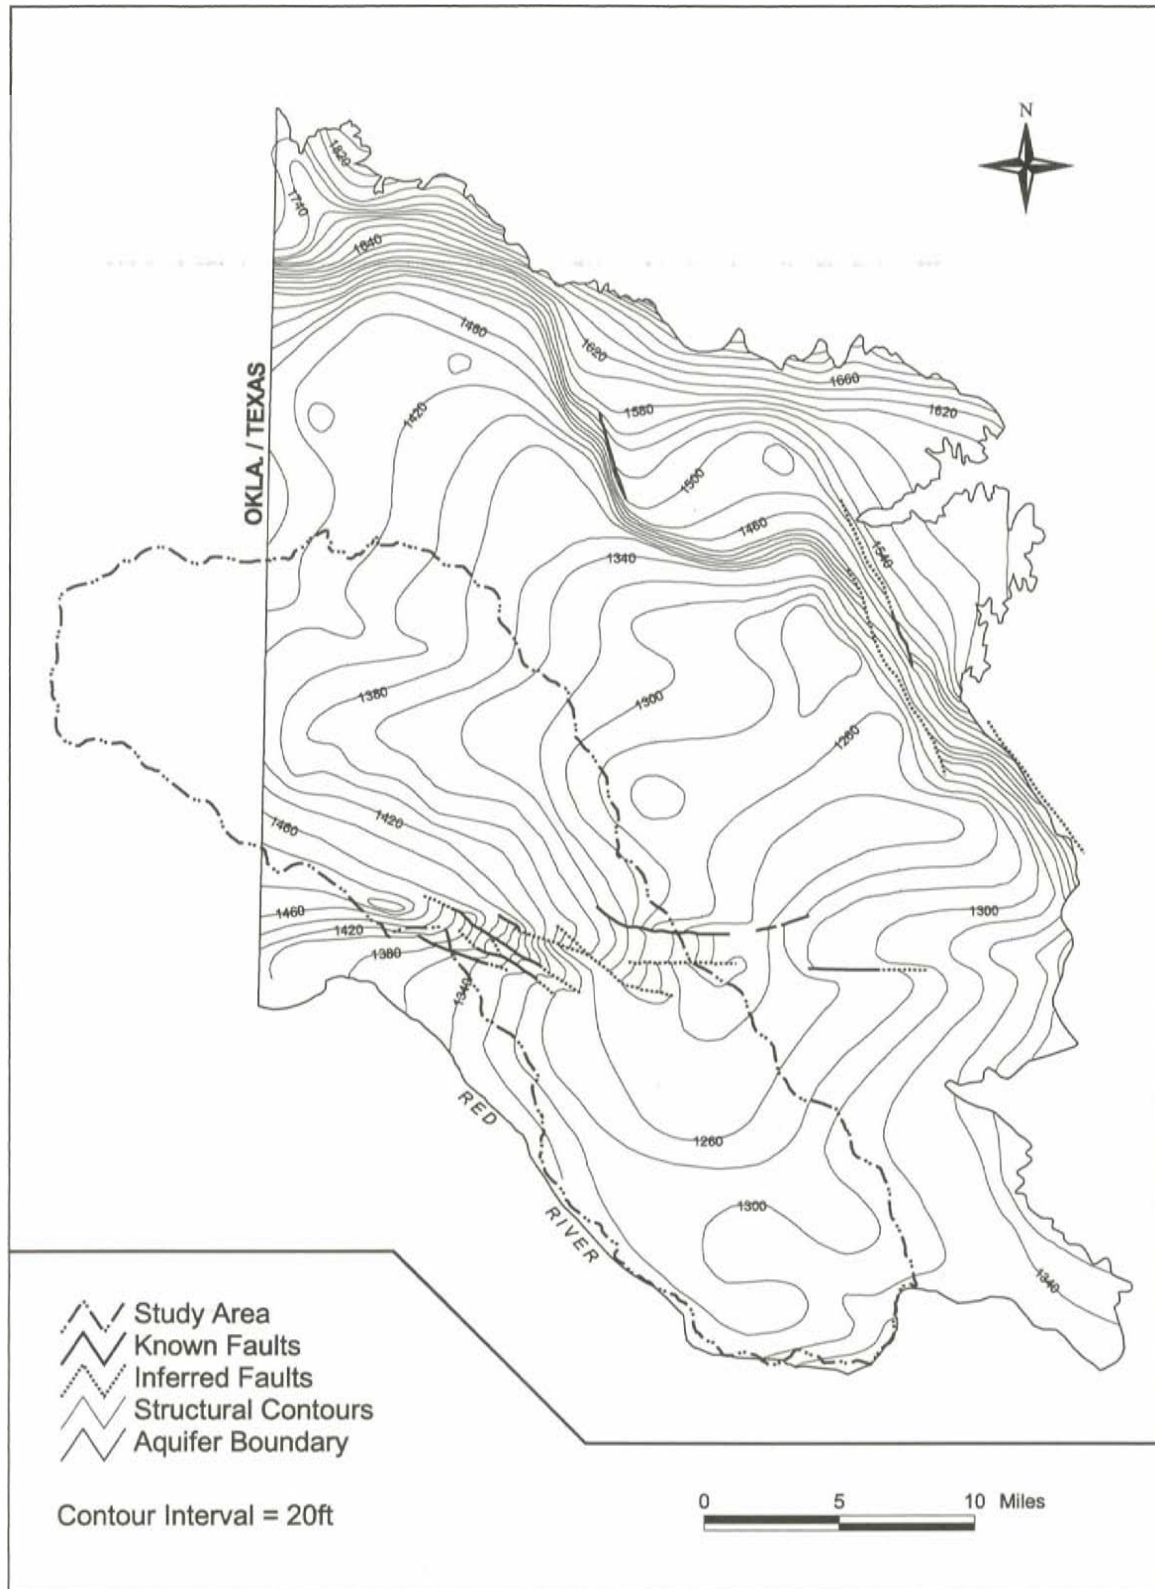 N
1820
1740
1640
1460
1620
1660
1580
1620
1420
OKLA. / TEXAS
1500
1460
1540
1340
1380
1300
1260
1420
1460
1460
1300
1420
1380
1340
RED
1260
RIVER
1300
1340
Study Area
Known Faults
Inferred Faults
Structural Contours
Aquifer Boundary
Contour Interval = 20ft
0 5 10 Miles